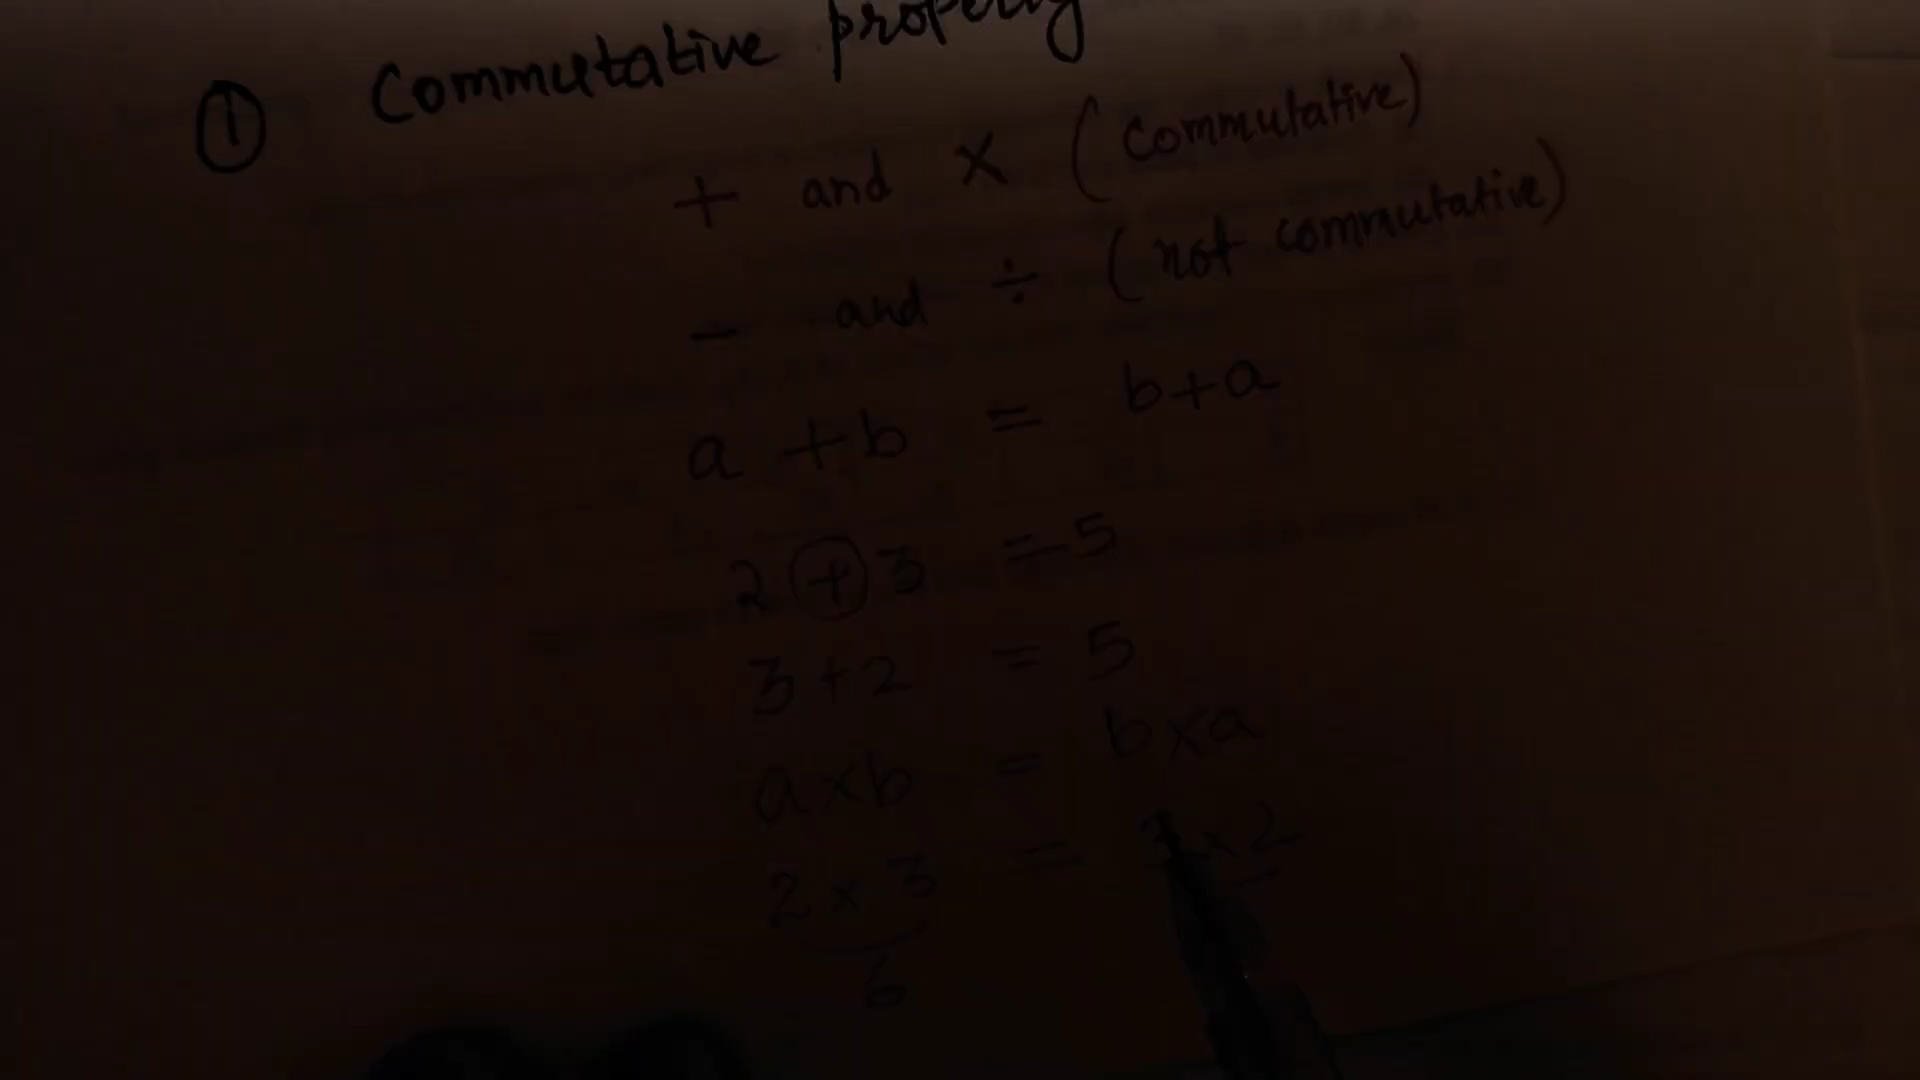 ① Commutative property
+ and × (commutative)
- and ÷ (not commutative)
a + b = b+a
2 + 3 = 5
3 + 2 = 5
a×b = b×a
2 × 3 = 3×2
6